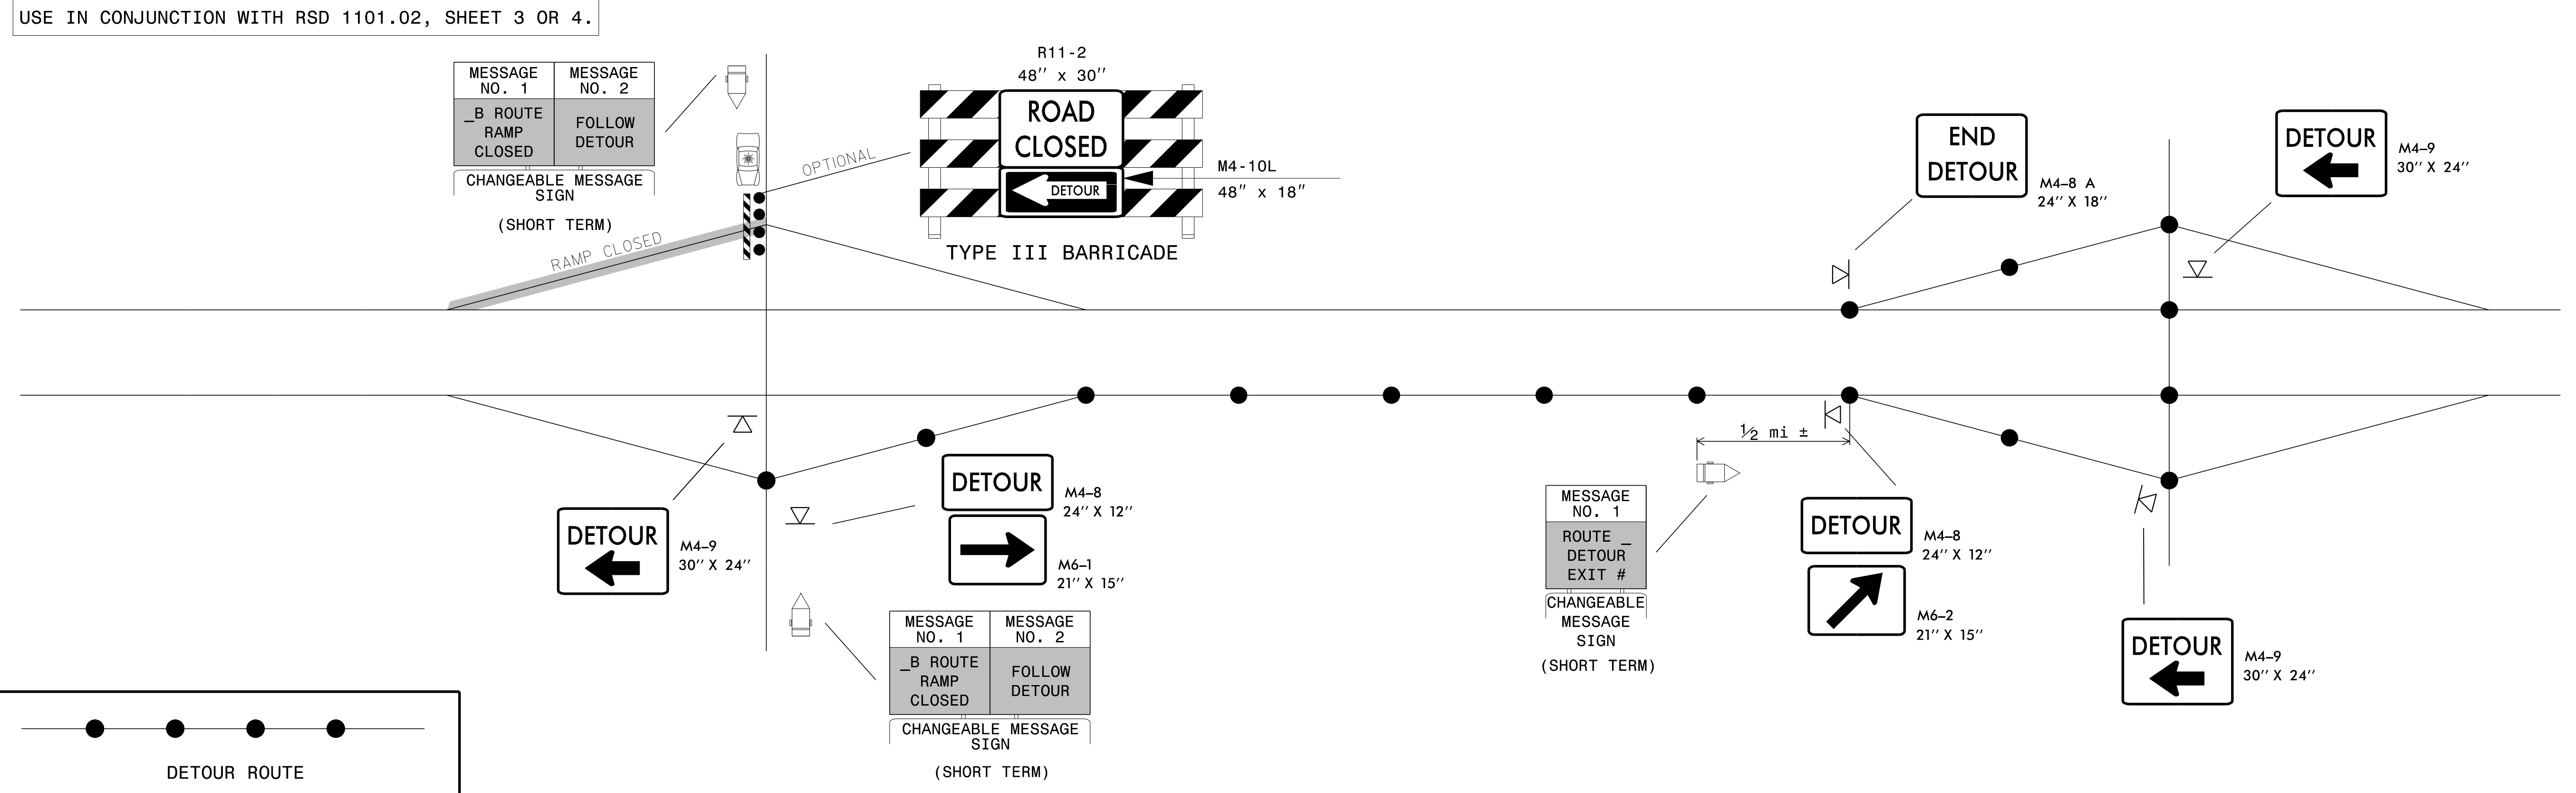 USE IN CONJUNCTION WITH RSD 1101.02, SHEET 3 OR 4.
MESSAGE
NO. 1
MESSAGE
NO. 2
_B ROUTE
RAMP
CLOSED
FOLLOW
DETOUR
CHANGEABLE MESSAGE
SIGN
(SHORT TERM)
RAMP CLOSED
OPTIONAL
R11-2
48" x 30"
ROAD
CLOSED
DETOUR
M4-10L
48" x 18"
TYPE III BARRICADE
END
DETOUR
M4-8 A
24" X 18"
DETOUR
M4-9
30" X 24"
DETOUR
M4-9
30" X 24"
DETOUR
M4-8
24" X 12"
M6-1
21" X 15"
MESSAGE
NO. 1
MESSAGE
NO. 2
_B ROUTE
RAMP
CLOSED
FOLLOW
DETOUR
CHANGEABLE MESSAGE
SIGN
(SHORT TERM)
1/2 mi ±
MESSAGE
NO. 1
ROUTE _
DETOUR
EXIT #
CHANGEABLE
MESSAGE
SIGN
(SHORT TERM)
DETOUR
M4-8
24" X 12"
M6-2
21" X 15"
DETOUR
M4-9
30" X 24"
DETOUR ROUTE